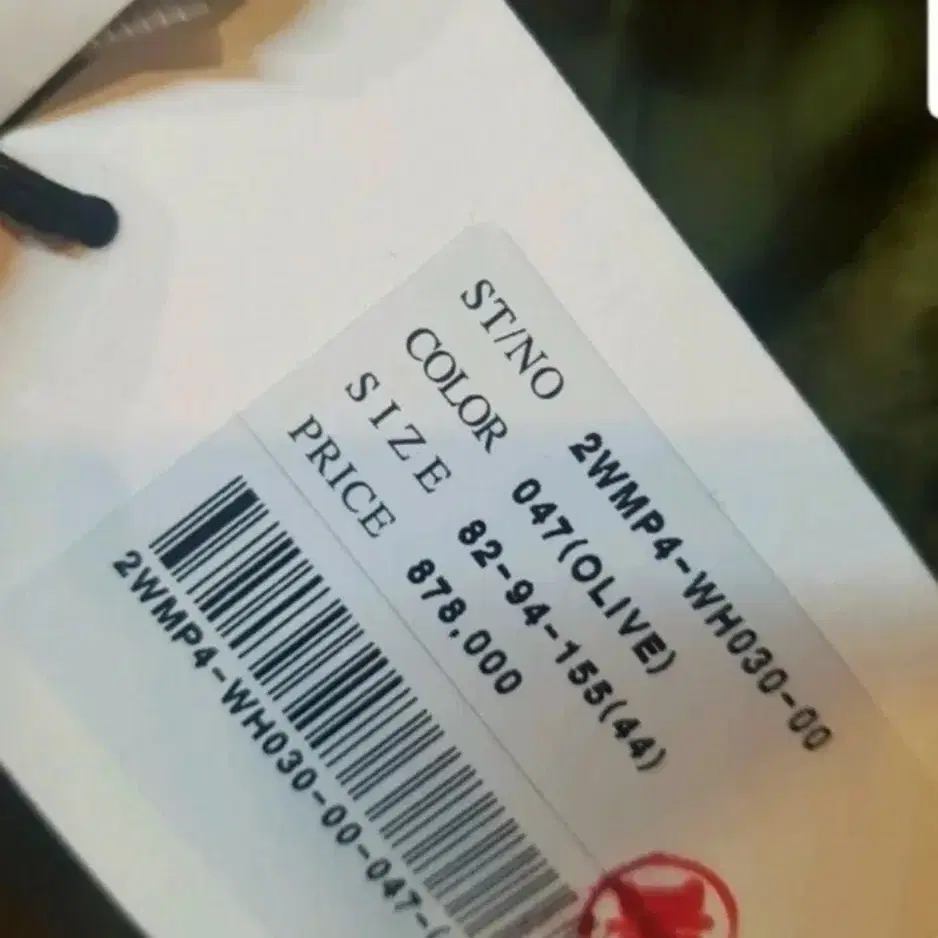 ST/NO 2WMP4-WH030-00
COLOR 047(OLIVE)
SIZE 82-94-155(44)
PRICE 878,000
2WMP4-WH030-00-047-